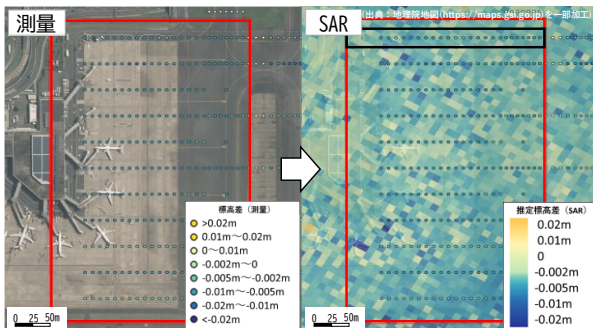 測量
SAR
(出典：地理院地図(https://maps.gsi.go.jp)を一部加工)
標高差（測量）
>0.02m
0.01m～0.02m
0～0.01m
-0.002m～0
-0.005m～-0.002m
-0.01m～-0.005m
-0.02m～-0.01m
<-0.02m
推定標高差（SAR）
0.02m
0.01m
0
-0.002m
-0.005m
-0.01m
-0.02m
0 25 50m
0 25 50m